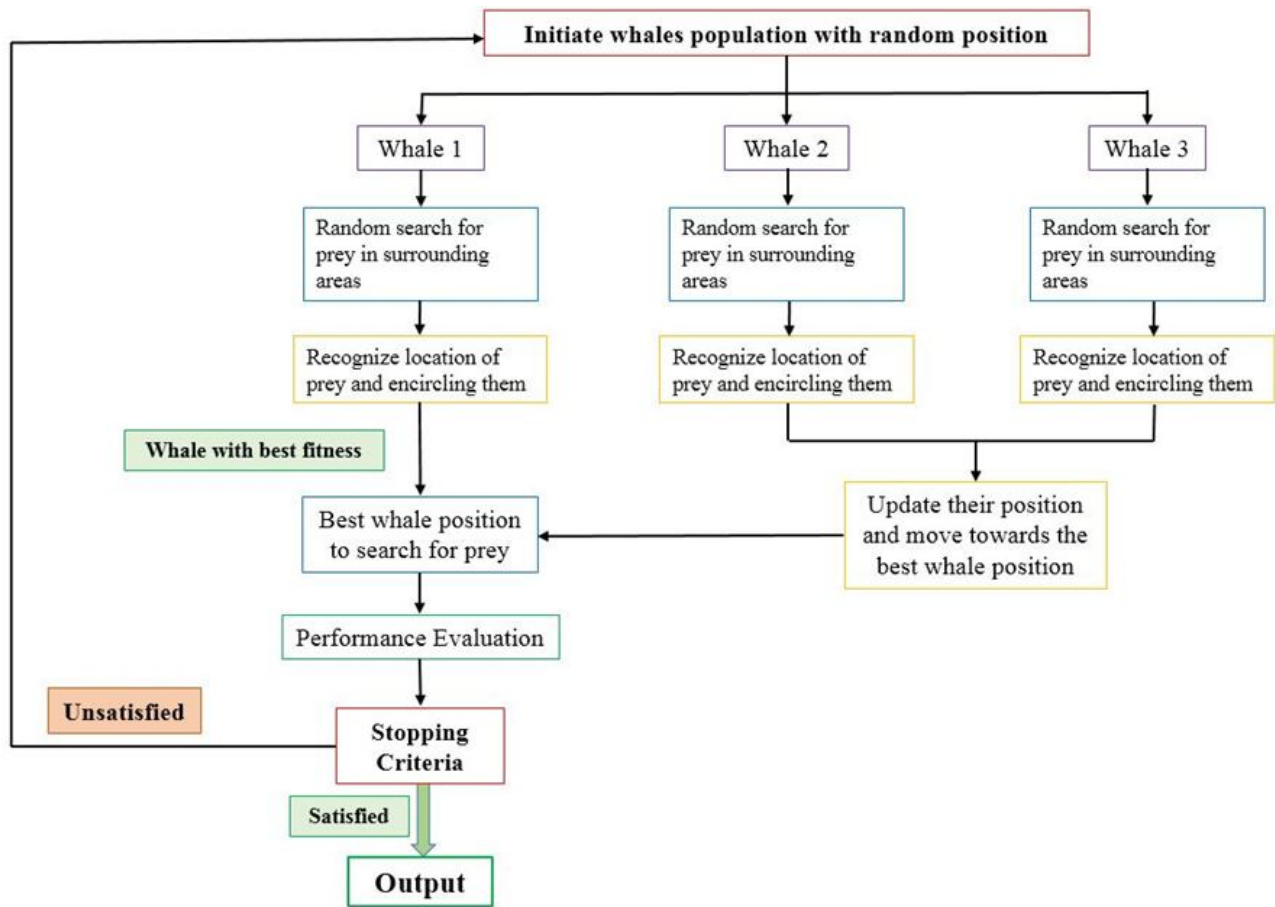 Initiate whales population with random position
Whale 1
Whale 2
Whale 3
Random search for
prey in surrounding
areas
Random search for
prey in surrounding
areas
Random search for
prey in surrounding
areas
Recognize location of
prey and encircling them
Recognize location of
prey and encircling them
Recognize location of
prey and encircling them
Whale with best fitness
Best whale position
to search for prey
Update their position
and move towards the
best whale position
Performance Evaluation
Unsatisfied
Stopping
Criteria
Satisfied
Output